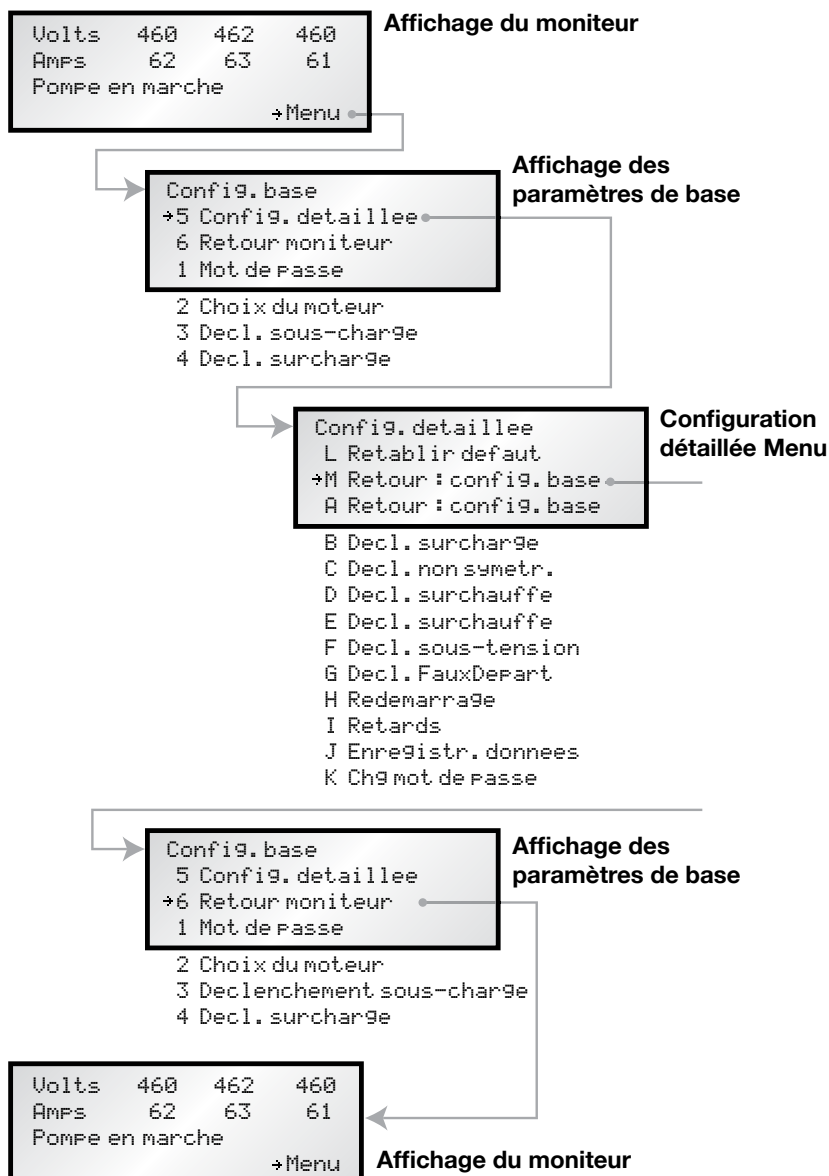 Affichage du moniteur
Volts 460 462 460
Amps 62 63 61
Pompe en marche
→Menu
Affichage des
paramètres de base
Config.base
→5 Config.detaillee
6 Retour moniteur
1 Mot de passe
2 Choix du moteur
3 Decl.sous-charge
4 Decl.surcharge
Configuration
détaillée Menu
Config.detaillee
L Retablir defaut
→M Retour:config.base
A Retour:config.base
B Decl.surcharge
C Decl.non symetr.
D Decl.surchauffe
E Decl.surchauffe
F Decl.sous-tension
G Decl.FauxDepart
H Redemarrage
I Retards
J Enregistr.donnees
K Chg mot de passe
Affichage des
paramètres de base
Config.base
5 Config.detaillee
→6 Retour moniteur
1 Mot de passe
2 Choix du moteur
3 Declenchement sous-charge
4 Decl.surcharge
Volts 460 462 460
Amps 62 63 61
Pompe en marche
→Menu
Affichage du moniteur